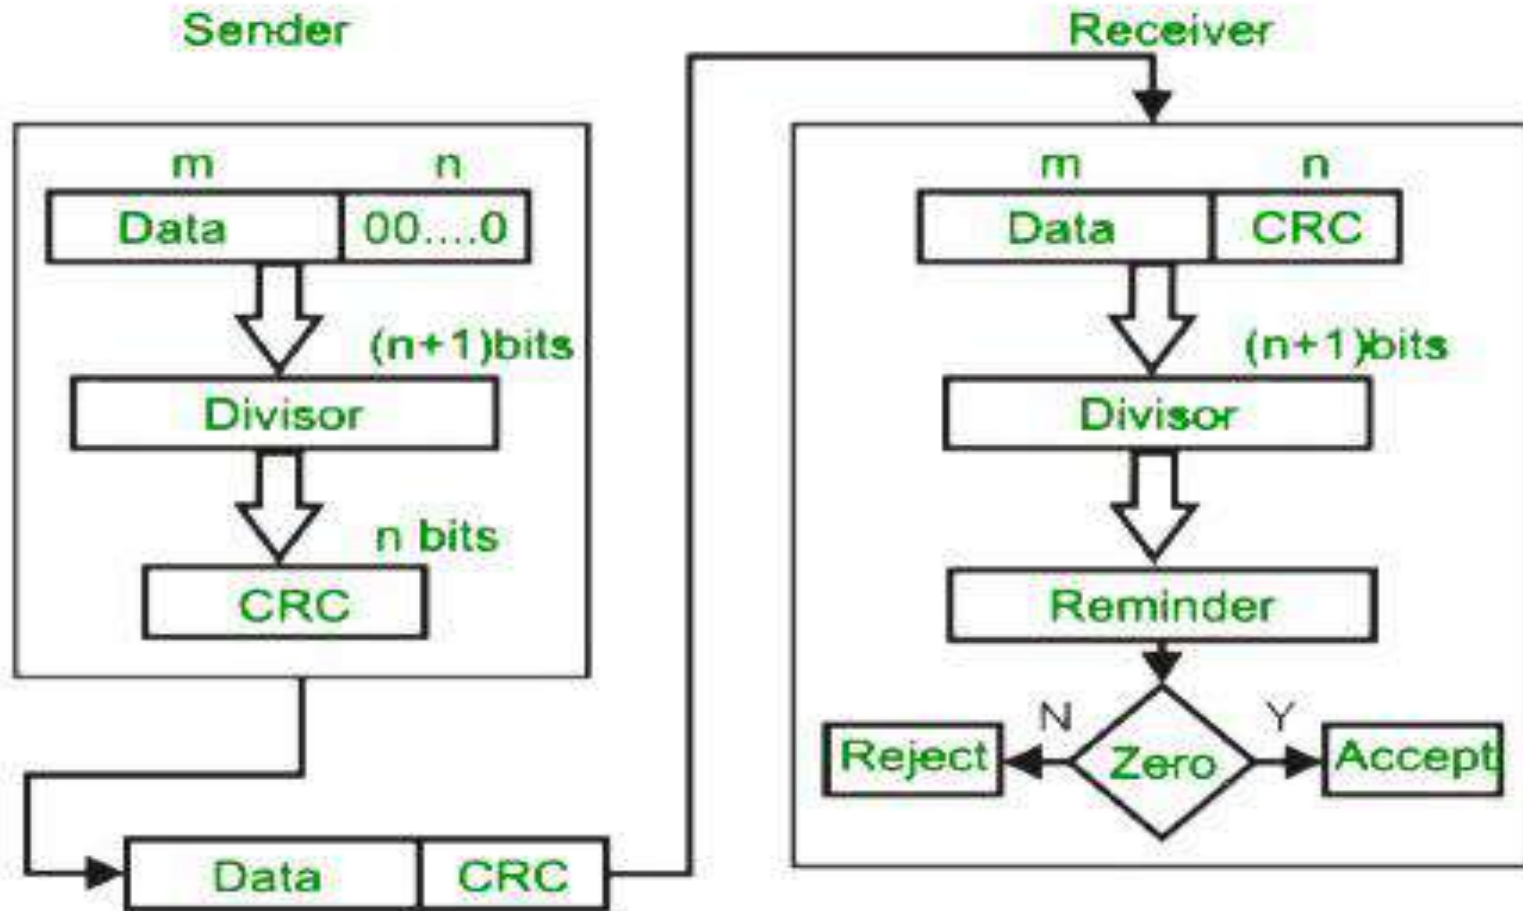 Sender
m n
Data 00....0
(n+1)bits
Divisor
n bits
CRC
Data CRC
Receiver
m n
Data CRC
(n+1)bits
Divisor
Reminder
N Y
Reject Zero Accept